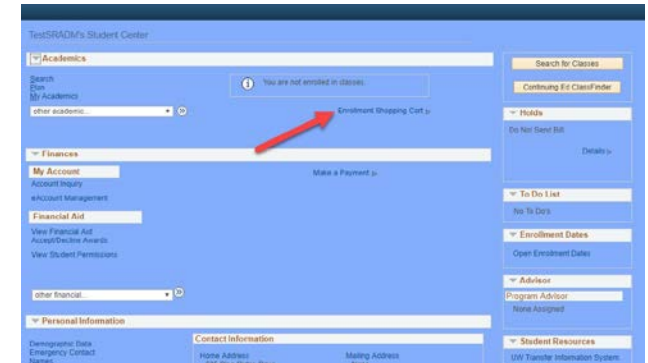 TestSRADM's Student Center
Academics
Search
Plan
My Academics
other academic...
You are not enrolled in classes.
Enrollment Shopping Cart
Finances
My Account
Account Inquiry
eAccount Management
Make a Payment
Financial Aid
View Financial Aid
Accept/Decline Awards
View Student Permissions
other financial...
Personal Information
Demographic Data
Emergency Contact
Names
Contact Information
Home Address
Mailing Address
Search for Classes
Continuing Ed ClassFinder
Holds
Do Not Send Bill
Details
To Do List
No To Do's
Enrollment Dates
Open Enrollment Dates
Advisor
Program Advisor
None Assigned
Student Resources
UW Transfer Information System